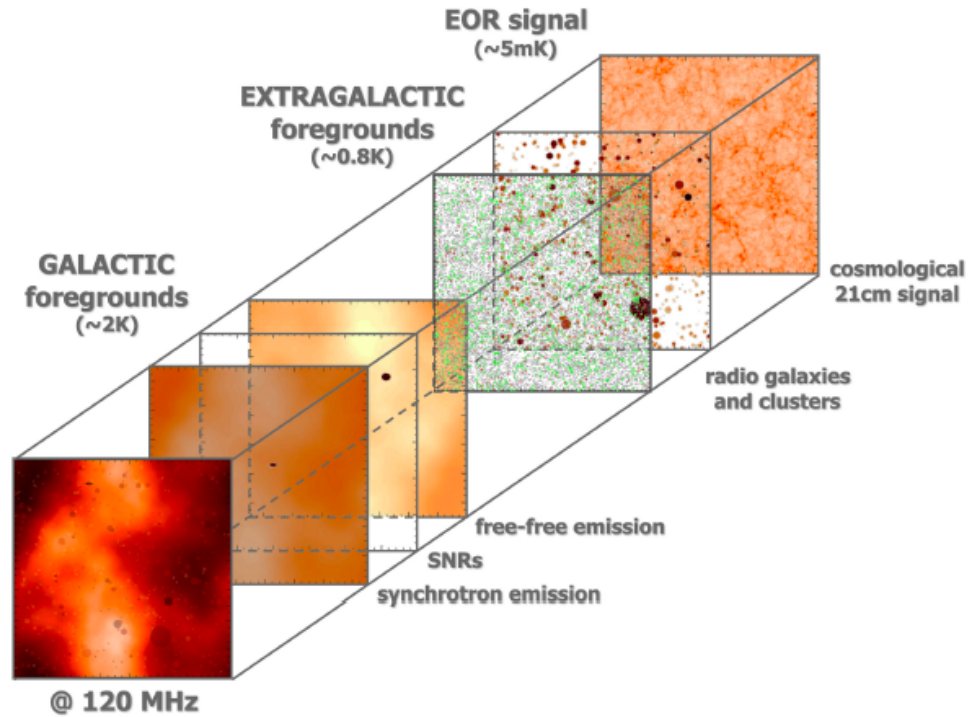 EOR signal
(~5mK)
EXTRAGALACTIC
foregrounds
(~0.8K)
GALACTIC
foregrounds
(~2K)
cosmological
21cm signal
radio galaxies
and clusters
free-free emission
SNRs
synchrotron emission
@ 120 MHz